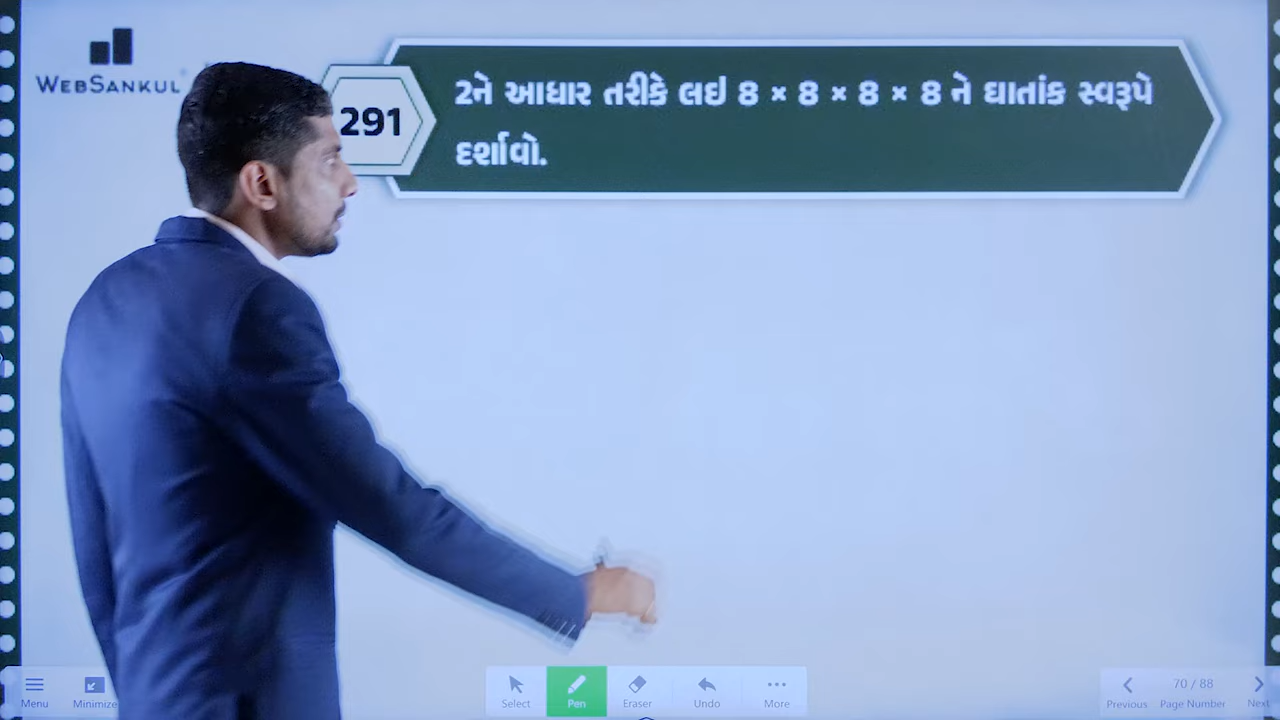 WEBSANKUL
291
2ને આધાર તરીકે લઇ 8 × 8 × 8 × 8 ને ઘાતાંક સ્વરૂપે
દર્શાવો.
Menu
Minimize
Select
Pen
Eraser
Undo
More
Previous
70 / 88
Page Number
Next